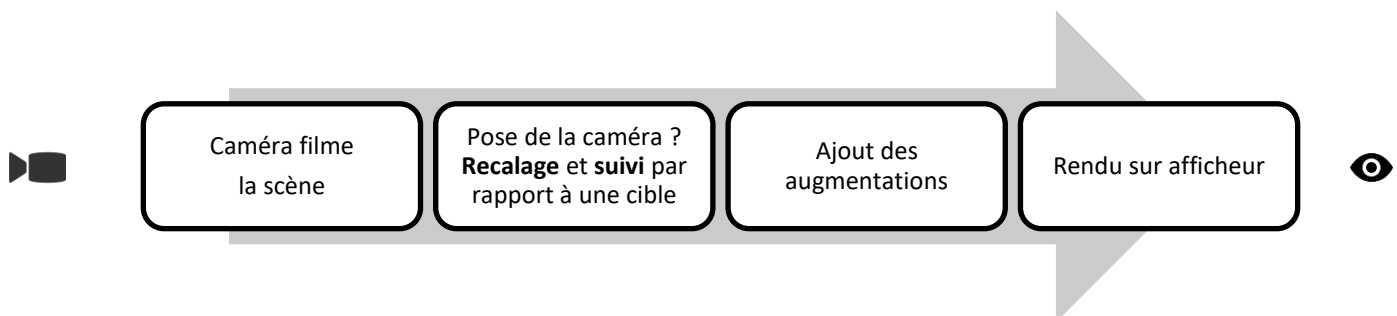 Caméra filme
la scène
Pose de la caméra ?
Recalage et suivi par
rapport à une cible
Ajout des
augmentations
Rendu sur afficheur